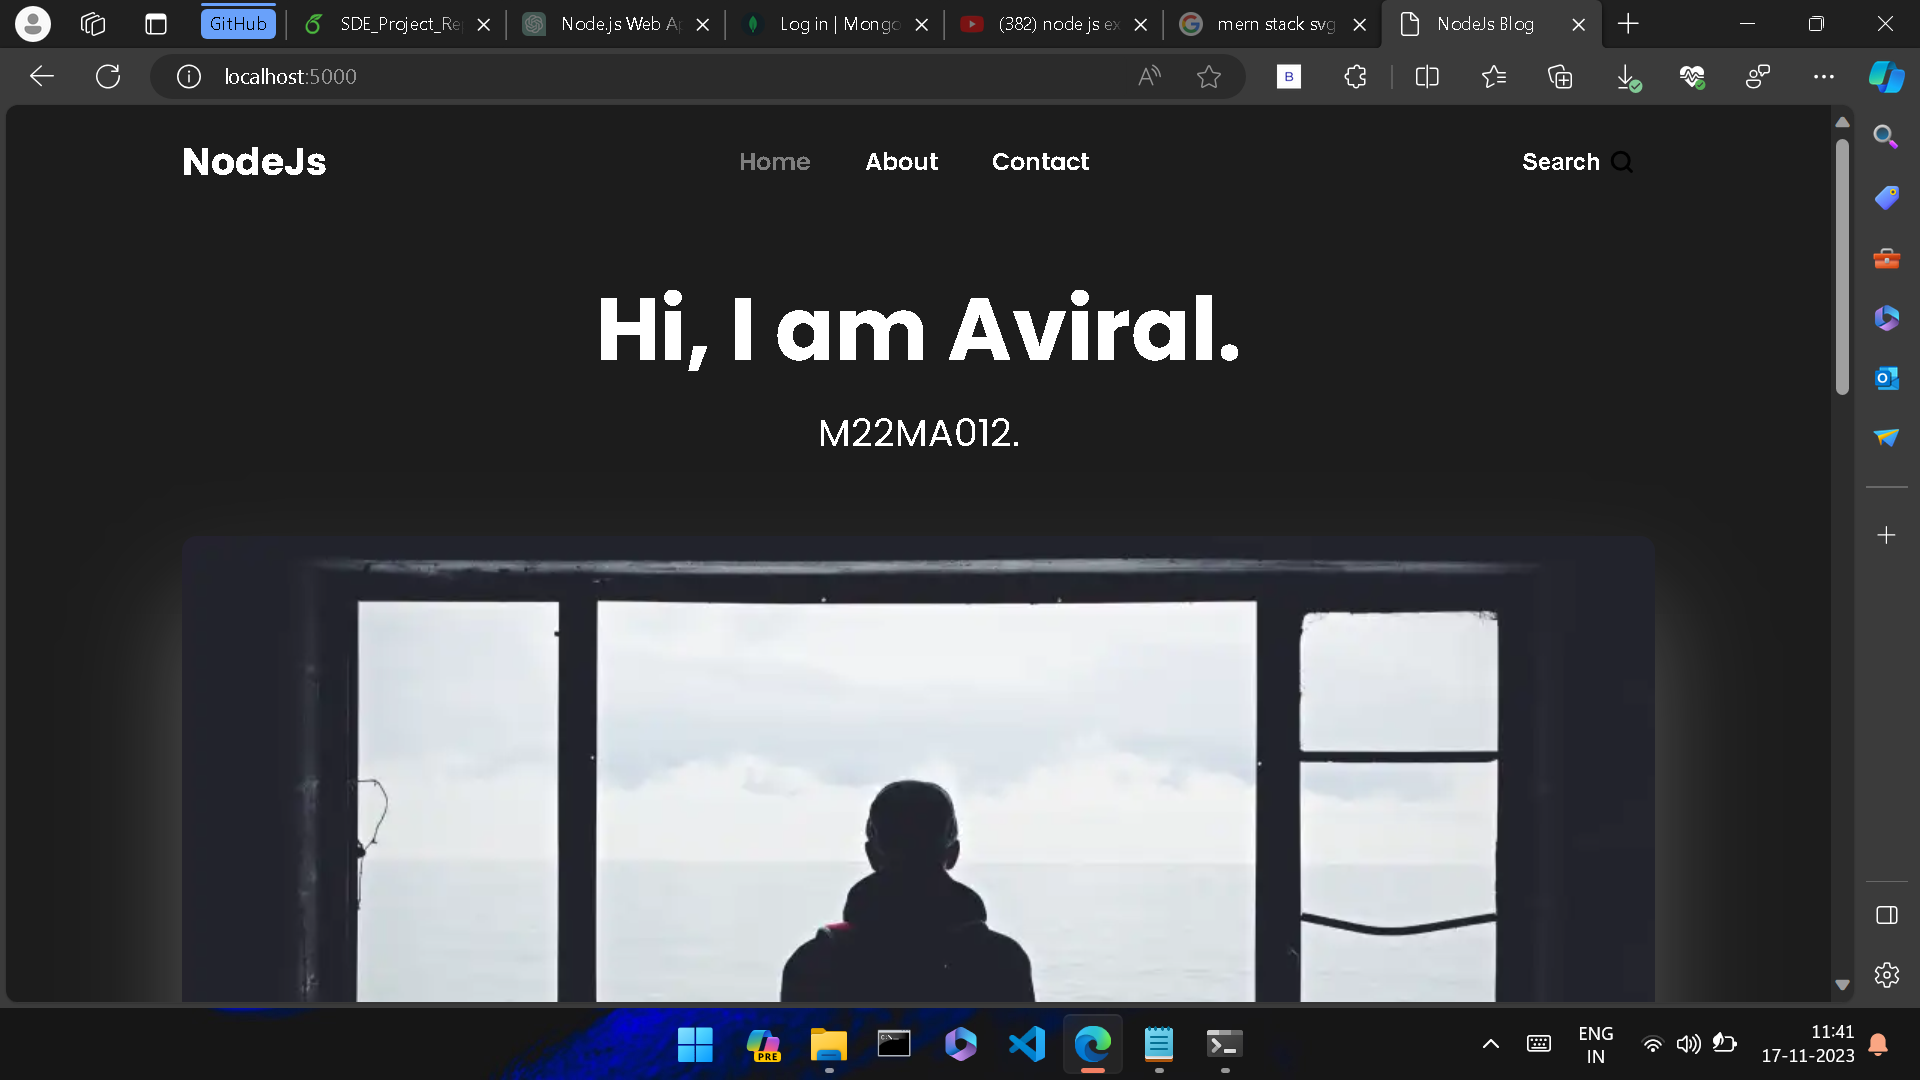 GitHub
SDE_Project_Re
Node.js Web A
Log in | Mongo
(382) node js ex
mern stack svg
NodeJs Blog
localhost:5000
B
NodeJs
Home
About
Contact
Search
Hi, I am Aviral.
M22MA012.
PRE
ENG
IN
11:41
17-11-2023